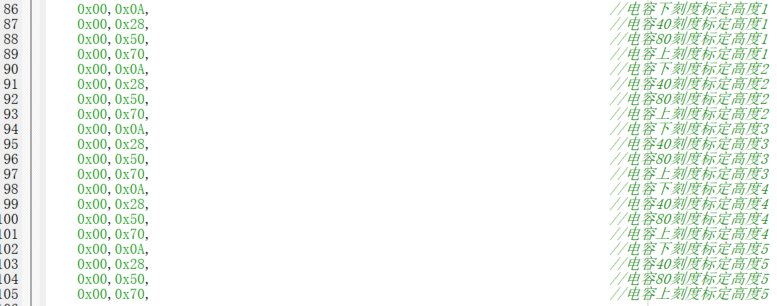 86 0x00,0x0A, //电容下刻度标定高度1
87 0x00,0x28, //电容40刻度标定高度1
88 0x00,0x50, //电容80刻度标定高度1
89 0x00,0x70, //电容上刻度标定高度1
90 0x00,0x0A, //电容下刻度标定高度2
91 0x00,0x28, //电容40刻度标定高度2
92 0x00,0x50, //电容80刻度标定高度2
93 0x00,0x70, //电容上刻度标定高度2
94 0x00,0x0A, //电容下刻度标定高度3
95 0x00,0x28, //电容40刻度标定高度3
96 0x00,0x50, //电容80刻度标定高度3
97 0x00,0x70, //电容上刻度标定高度3
98 0x00,0x0A, //电容下刻度标定高度4
99 0x00,0x28, //电容40刻度标定高度4
100 0x00,0x50, //电容80刻度标定高度4
101 0x00,0x70, //电容上刻度标定高度4
102 0x00,0x0A, //电容下刻度标定高度5
103 0x00,0x28, //电容40刻度标定高度5
104 0x00,0x50, //电容80刻度标定高度5
105 0x00,0x70, //电容上刻度标定高度5